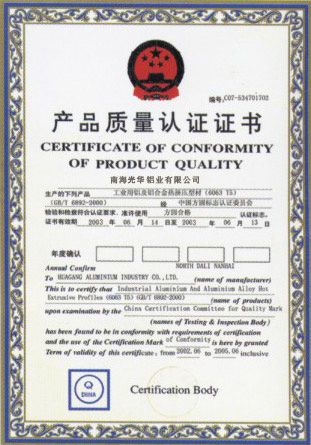 编号:C07-534701702
产品质量认证证书
CERTIFICATE OF CONFORMITY
OF PRODUCT QUALITY
南海光华铝业有限公司
生产的下列产品 工业用铝及铝合金热挤压型材(6063 T5)
(GB/T 6892-2000) 经 中国方圆标志认证委员会
检验和检查符合认证要求,准许使用 方圆合格 认证标志。
证书有效期 2003 年 06 月 14 日至 2003 年 06 月 13 日
年度确认
Annual Confirm NORTH DALI NANHAI
To HUAGANG ALUMINIUM INDUSTRY CO.,LTD. (name of manufacturer)
This is to certify that Industrial Aluminium And Aluminium Alloy Hot
Extrusive Profiles (6063 T5) (GB/T 6892-2000) (name of products)
upon examination by the China Certification Committee for Quality Mark
(names of Testing & Inspection Body)
has been found to be in conformity with requirements of certification
and the use of the Certification Mark of Conformity is here by granted
Term of validity of this certificate: from 2002.06 to 2005.06 inclusive
Q
CHINA
Certification Body